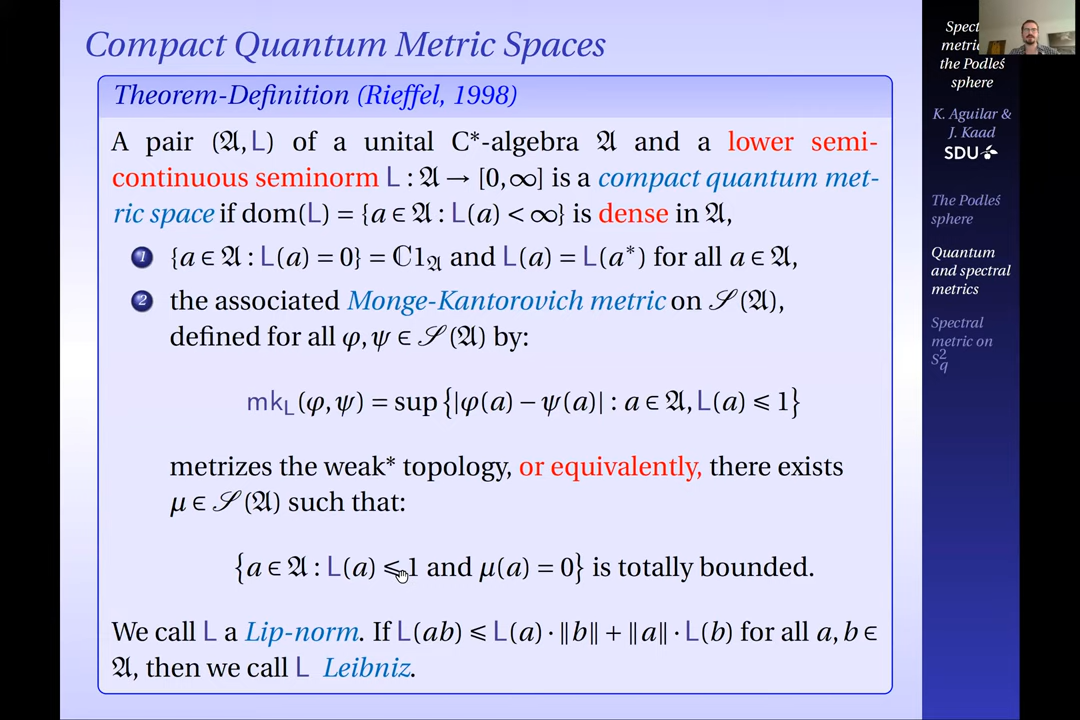 Compact Quantum Metric Spaces
Theorem-Definition (Rieffel, 1998)
A pair (𝔄, L) of a unital C*-algebra 𝔄 and a lower semi-
continuous seminorm L : 𝔄 → [0,∞] is a compact quantum met-
ric space if dom(L) = {a ∈ 𝔄 : L(a) < ∞} is dense in 𝔄,
1 {a ∈ 𝔄 : L(a) = 0} = ℂ1_𝔄 and L(a) = L(a*) for all a ∈ 𝔄,
2 the associated Monge-Kantorovich metric on 𝒮(𝔄),
defined for all φ, ψ ∈ 𝒮(𝔄) by:
mk_L(φ, ψ) = sup {|φ(a) − ψ(a)| : a ∈ 𝔄, L(a) ⩽ 1}
metrizes the weak* topology, or equivalently, there exists
μ ∈ 𝒮(𝔄) such that:
{a ∈ 𝔄 : L(a) ⩽ 1 and μ(a) = 0} is totally bounded.
We call L a Lip-norm. If L(ab) ⩽ L(a) · ‖b‖ + ‖a‖ · L(b) for all a, b ∈
𝔄, then we call L Leibniz.
the Podleś
sphere
K. Aguilar &
J. Kaad
SDU
The Podleś
sphere
Quantum
and spectral
metrics
Spectral
metric on
S²_q